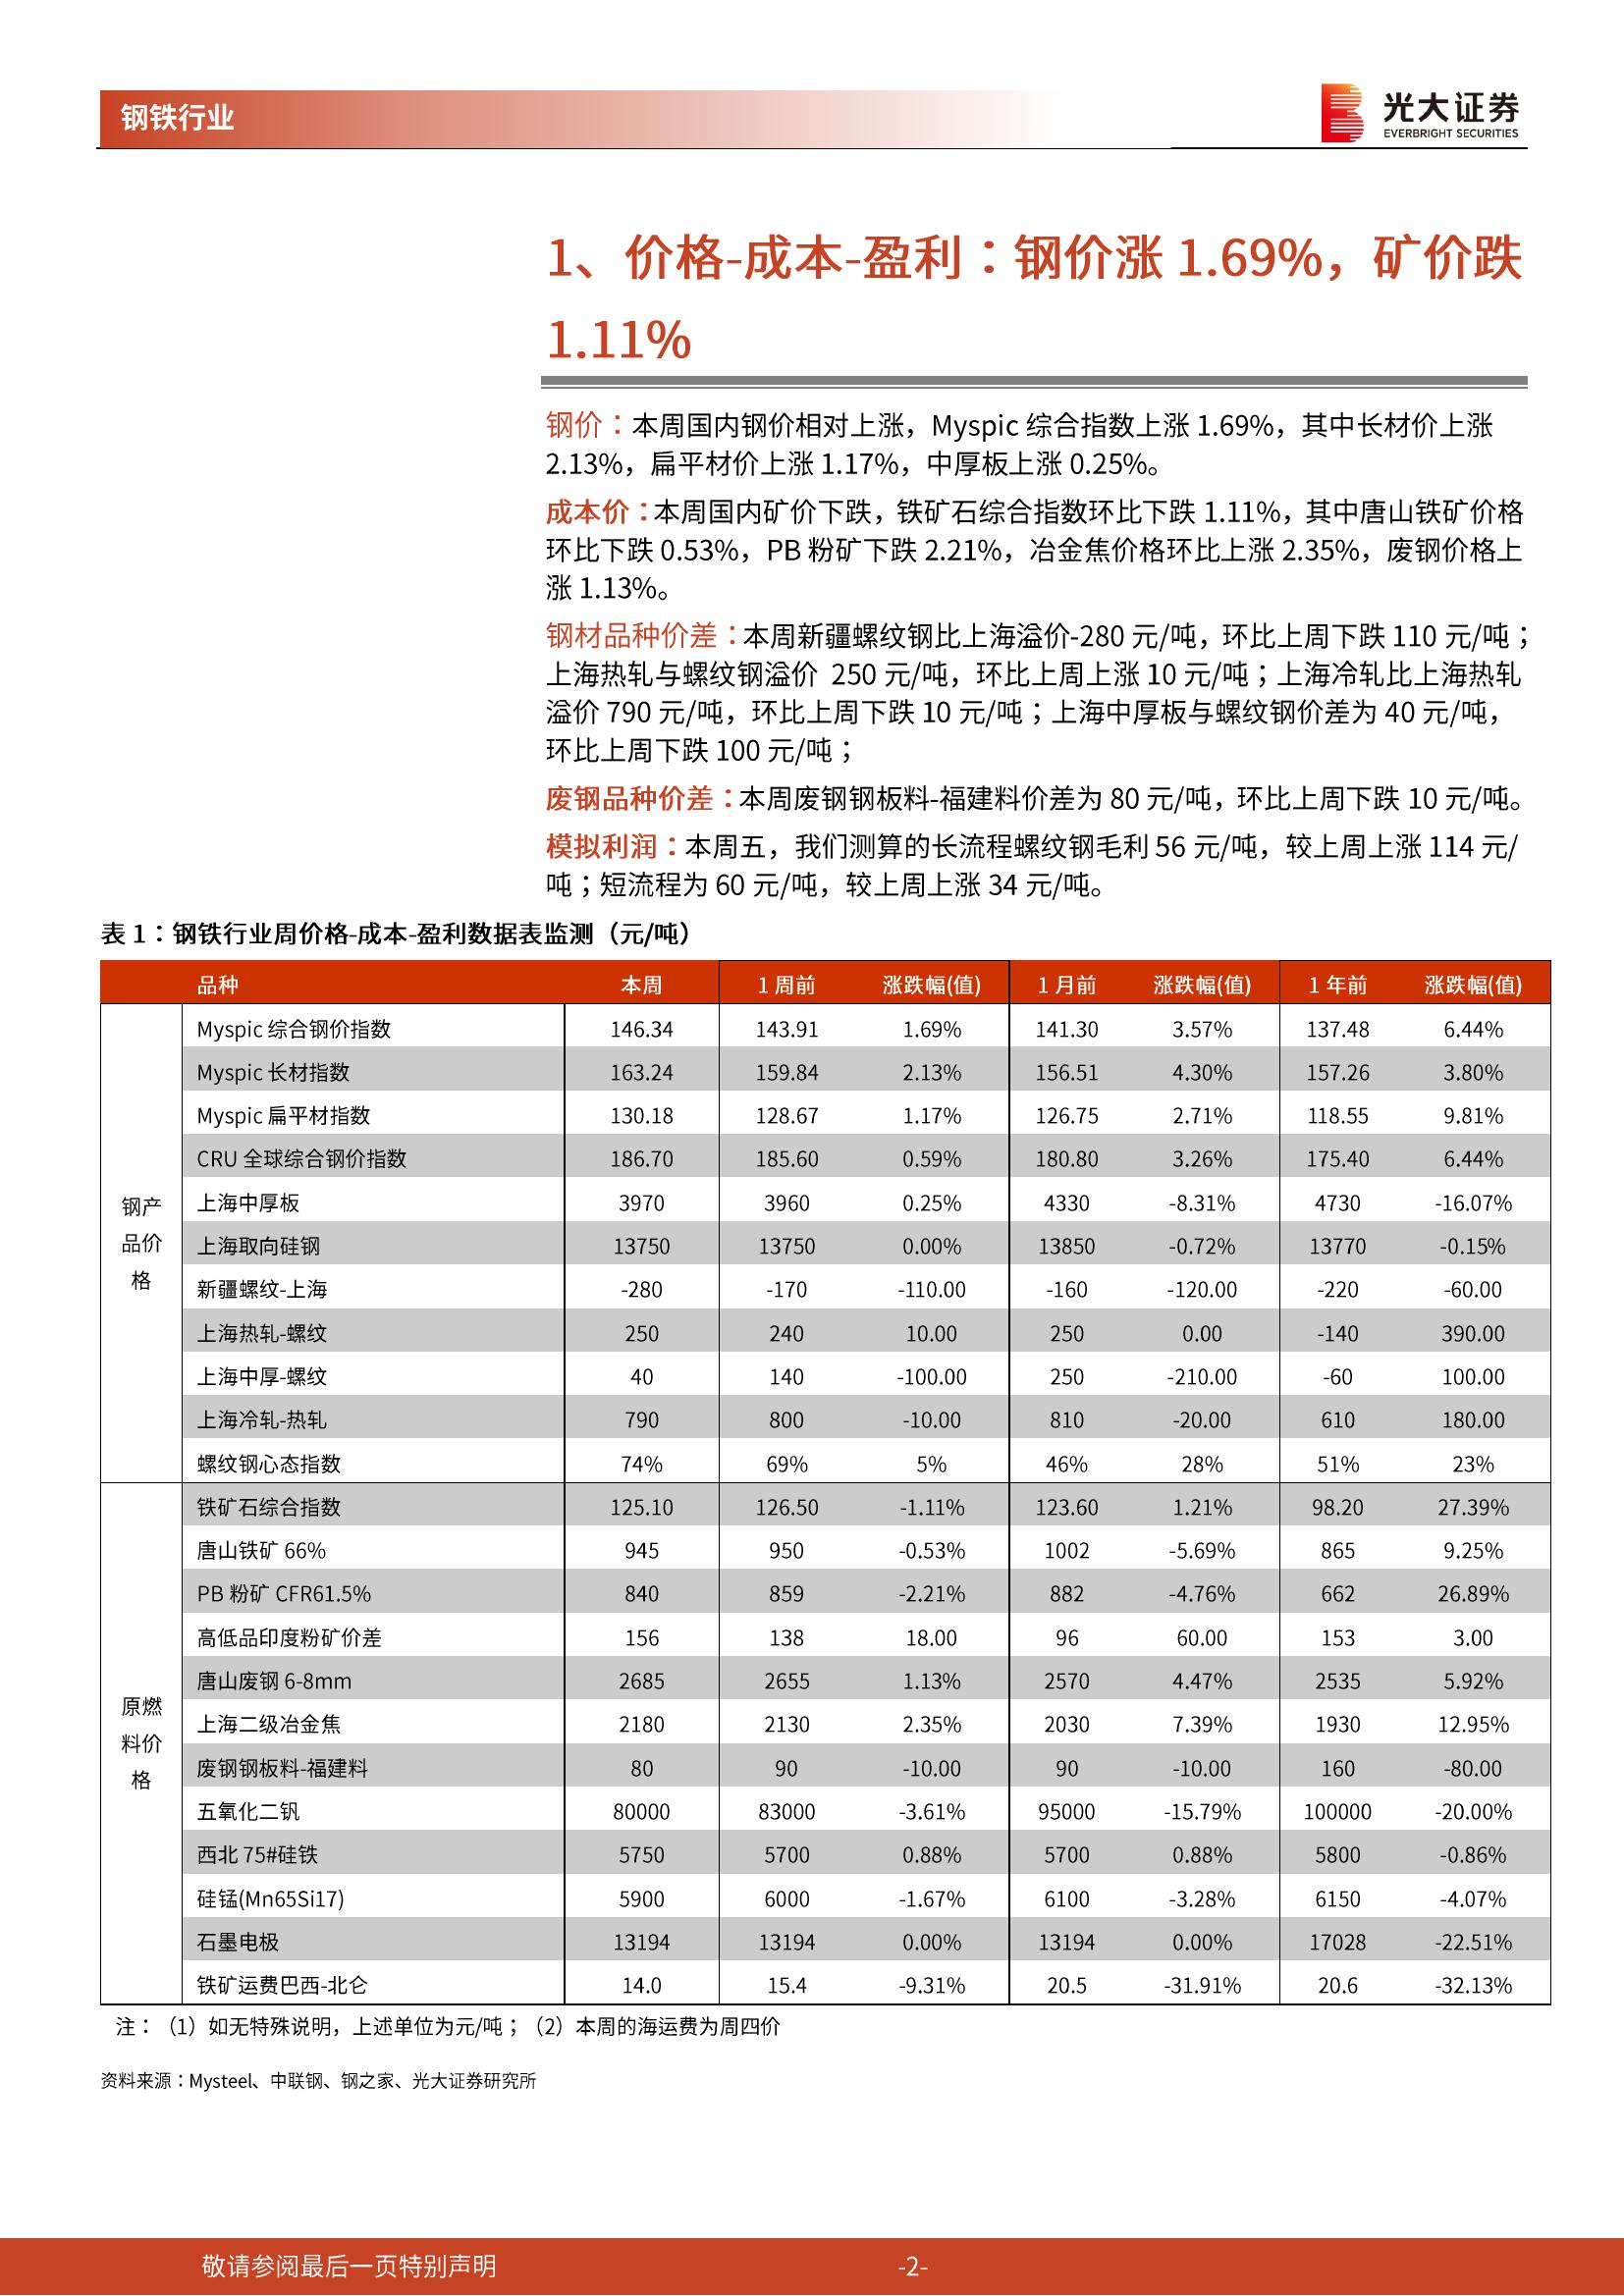 钢铁行业
光大证券
EVERBRIGHT SECURITIES
1、价格-成本-盈利：钢价涨 1.69%，矿价跌
1.11%
钢价：本周国内钢价相对上涨，Myspic 综合指数上涨 1.69%，其中长材价上涨
2.13%，扁平材价上涨 1.17%，中厚板上涨 0.25%。
成本价：本周国内矿价下跌，铁矿石综合指数环比下跌 1.11%，其中唐山铁矿价格
环比下跌 0.53%，PB 粉矿下跌 2.21%，冶金焦价格环比上涨 2.35%，废钢价格上
涨 1.13%。
钢材品种价差：本周新疆螺纹钢比上海溢价-280 元/吨，环比上周下跌 110 元/吨；
上海热轧与螺纹钢溢价 250 元/吨，环比上周上涨 10 元/吨；上海冷轧比上海热轧
溢价 790 元/吨，环比上周下跌 10 元/吨；上海中厚板与螺纹钢价差为 40 元/吨，
环比上周下跌 100 元/吨；
废钢品种价差：本周废钢钢板料-福建料价差为 80 元/吨，环比上周下跌 10 元/吨。
模拟利润：本周五，我们测算的长流程螺纹钢毛利 56 元/吨，较上周上涨 114 元/
吨；短流程为 60 元/吨，较上周上涨 34 元/吨。
表 1：钢铁行业周价格-成本-盈利数据表监测（元/吨）
品种 本周 1 周前 涨跌幅(值) 1 月前 涨跌幅(值) 1 年前 涨跌幅(值)
钢产品价格
Myspic 综合钢价指数 146.34 143.91 1.69% 141.30 3.57% 137.48 6.44%
Myspic 长材指数 163.24 159.84 2.13% 156.51 4.30% 157.26 3.80%
Myspic 扁平材指数 130.18 128.67 1.17% 126.75 2.71% 118.55 9.81%
CRU 全球综合钢价指数 186.70 185.60 0.59% 180.80 3.26% 175.40 6.44%
上海中厚板 3970 3960 0.25% 4330 -8.31% 4730 -16.07%
上海取向硅钢 13750 13750 0.00% 13850 -0.72% 13770 -0.15%
新疆螺纹-上海 -280 -170 -110.00 -160 -120.00 -220 -60.00
上海热轧-螺纹 250 240 10.00 250 0.00 -140 390.00
上海中厚-螺纹 40 140 -100.00 250 -210.00 -60 100.00
上海冷轧-热轧 790 800 -10.00 810 -20.00 610 180.00
螺纹钢心态指数 74% 69% 5% 46% 28% 51% 23%
原燃料价格
铁矿石综合指数 125.10 126.50 -1.11% 123.60 1.21% 98.20 27.39%
唐山铁矿 66% 945 950 -0.53% 1002 -5.69% 865 9.25%
PB 粉矿 CFR61.5% 840 859 -2.21% 882 -4.76% 662 26.89%
高低品印度粉矿价差 156 138 18.00 96 60.00 153 3.00
唐山废钢 6-8mm 2685 2655 1.13% 2570 4.47% 2535 5.92%
上海二级冶金焦 2180 2130 2.35% 2030 7.39% 1930 12.95%
废钢钢板料-福建料 80 90 -10.00 90 -10.00 160 -80.00
五氧化二钒 80000 83000 -3.61% 95000 -15.79% 100000 -20.00%
西北 75#硅铁 5750 5700 0.88% 5700 0.88% 5800 -0.86%
硅锰(Mn65Si17) 5900 6000 -1.67% 6100 -3.28% 6150 -4.07%
石墨电极 13194 13194 0.00% 13194 0.00% 17028 -22.51%
铁矿运费巴西-北仑 14.0 15.4 -9.31% 20.5 -31.91% 20.6 -32.13%
注：（1）如无特殊说明，上述单位为元/吨；（2）本周的海运费为周四价
资料来源：Mysteel、中联钢、钢之家、光大证券研究所
敬请参阅最后一页特别声明 -2-